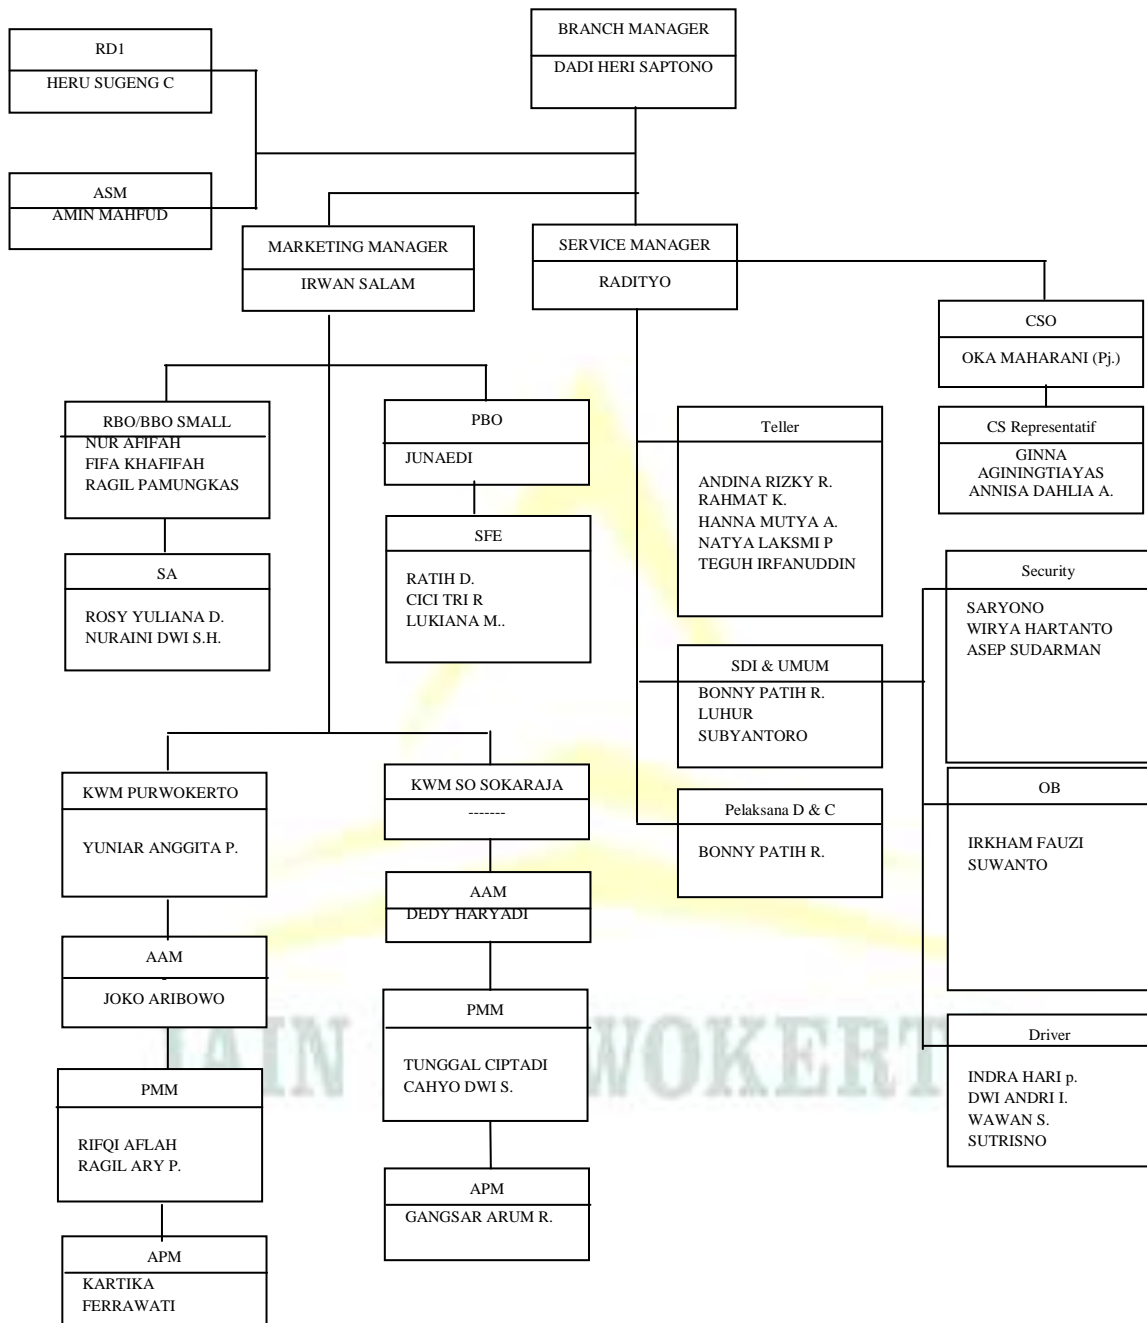 BRANCH MANAGER
DADI HERI SAPTONO
RD1
HERU SUGENG C
ASM
AMIN MAHFUD
MARKETING MANAGER
IRWAN SALAM
SERVICE MANAGER
RADITYO
CSO
OKA MAHARANI (Pj.)
RBO/BBO SMALL
NUR AFIFAH
FIFA KHAFIFAH
RAGIL PAMUNGKAS
PBO
JUNAEDI
Teller
ANDINA RIZKY R.
RAHMAT K.
HANNA MUTYA A.
NATYA LAKSMI P
TEGUH IRFANUDDIN
CS Representatif
GINNA
AGININGTIAYAS
ANNISA DAHLIA A.
SA
ROSY YULIANA D.
NURAINI DWI S.H.
SFE
RATIH D.
CICI TRI R
LUKIANA M..
Security
SARYONO
WIRYA HARTANTO
ASEP SUDARMAN
SDI & UMUM
BONNY PATIH R.
LUHUR
SUBYANTORO
KWM PURWOKERTO
YUNIAR ANGGITA P.
KWM SO SOKARAJA
-------
Pelaksana D & C
BONNY PATIH R.
OB
IRKHAM FAUZI
SUWANTO
AAM
JOKO ARIBOWO
AAM
DEDY HARYADI
PMM
RIFQI AFLAH
RAGIL ARY P.
PMM
TUNGGAL CIPTADI
CAHYO DWI S.
Driver
INDRA HARI p.
DWI ANDRI I.
WAWAN S.
SUTRISNO
APM
KARTIKA
FERRAWATI
APM
GANGSAR ARUM R.